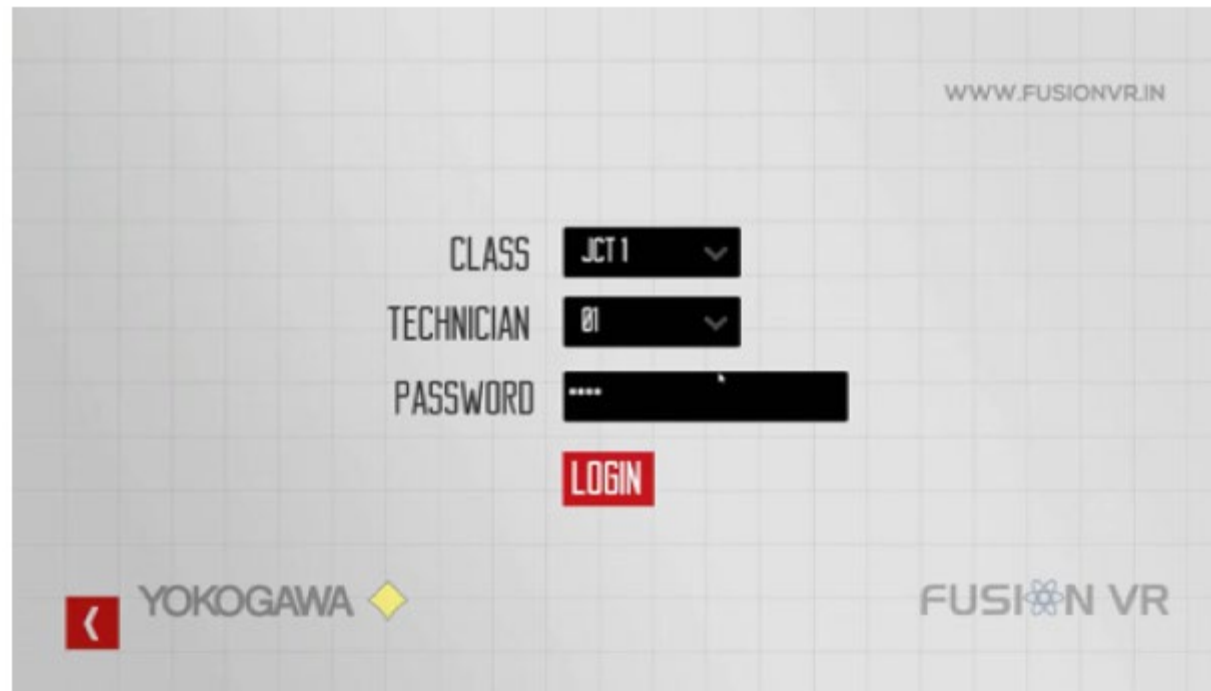 WWW.FUSIONVR.IN
CLASS JCT 1
TECHNICIAN 01
PASSWORD ••••
LOGIN
YOKOGAWA
FUSION VR